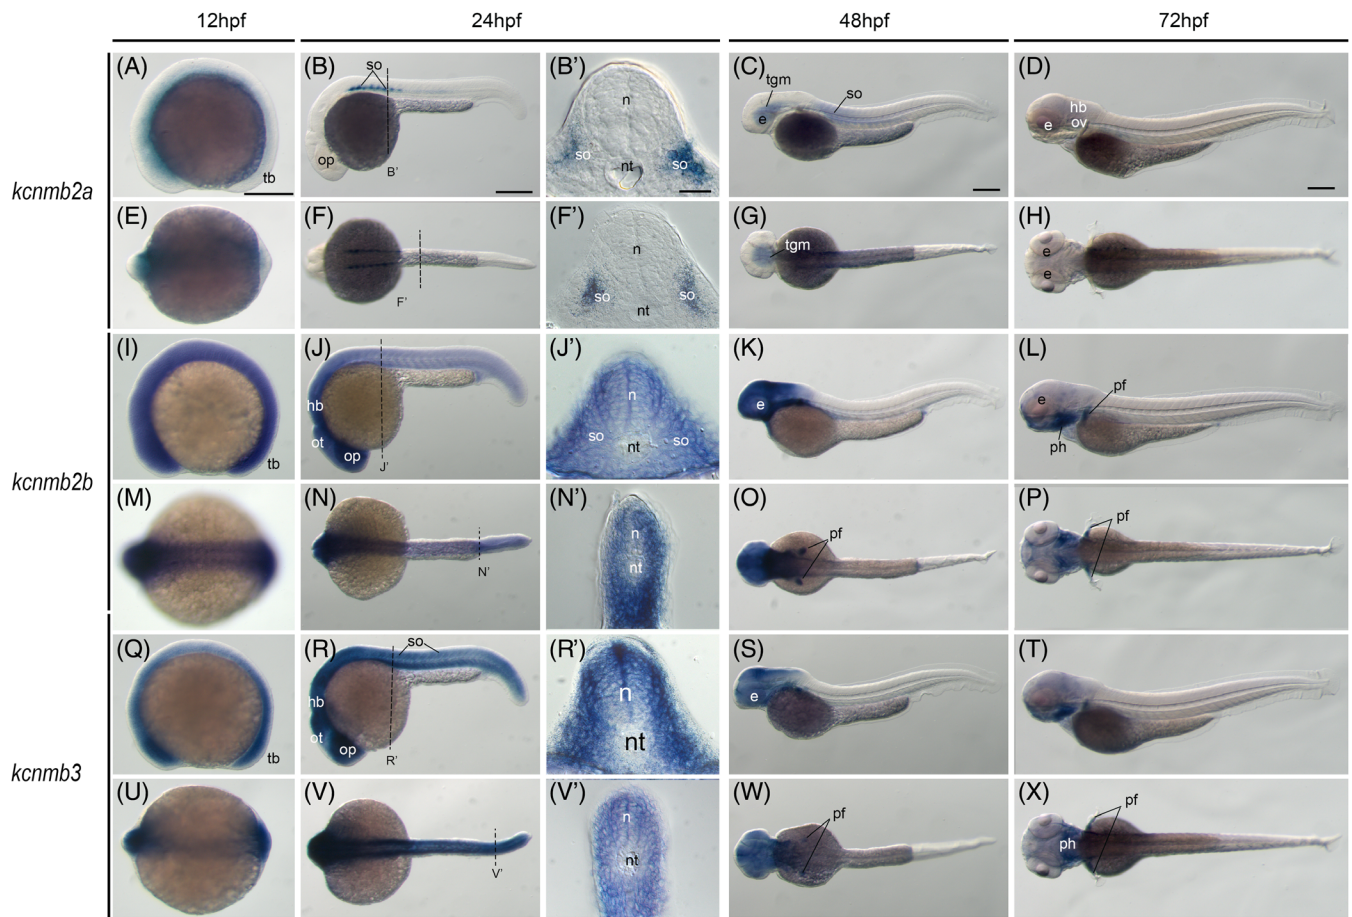 12hpf 24hpf 48hpf 72hpf
kcnmb2a
(A) tb
(B) so op B'
(B') n so nt so
(C) tgm so e
(D) hb ov e
(E)
(F) F'
(F') n so so nt
(G) tgm
(H) e e
kcnmb2b
(I) tb
(J) hb ot op J'
(J') n so nt so
(K) e
(L) e pf ph
(M)
(N) N'
(N') n nt
(O) pf
(P) pf
kcnmb3
(Q) tb
(R) so hb ot op R'
(R') n nt
(S) e
(T)
(U)
(V) V'
(V') n nt
(W) pf
(X) pf ph